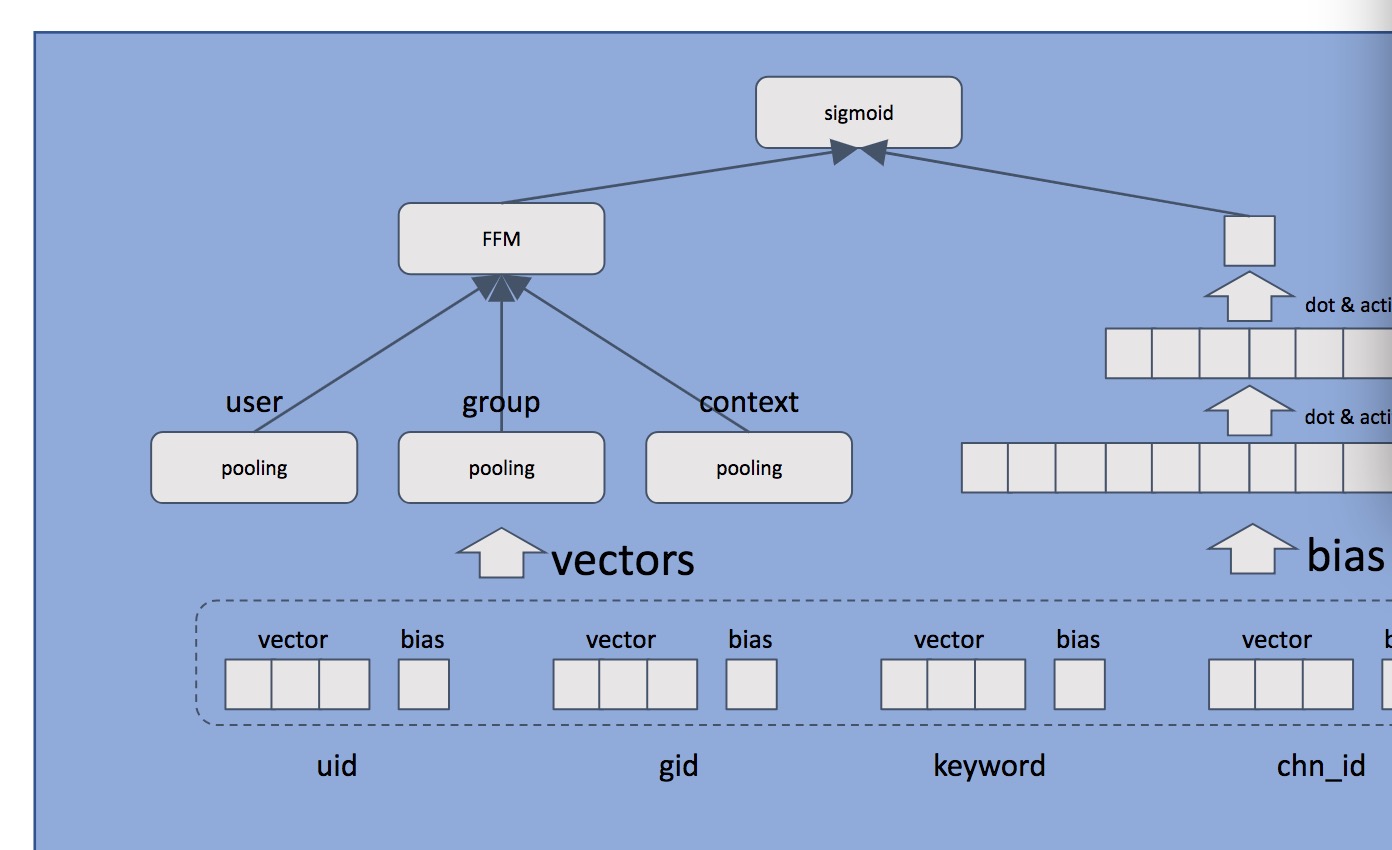 sigmoid
FFM
dot & acti
user
group
context
dot & acti
pooling
pooling
pooling
vectors
bias
vector
bias
vector
bias
vector
bias
vector
uid
gid
keyword
chn_id